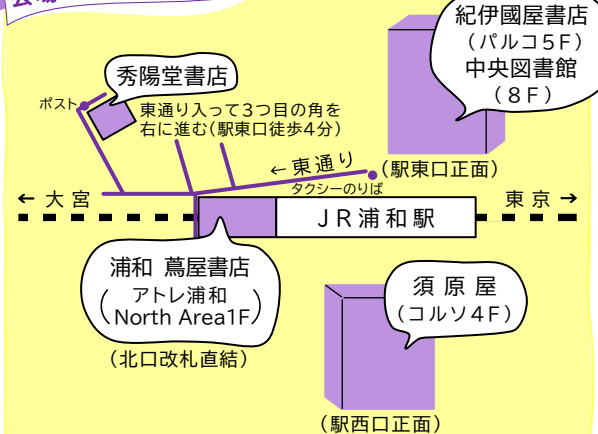 会場
紀伊國屋書店
（パルコ5F）
中央図書館
（8F）
秀陽堂書店
ポスト
東通り入って3つ目の角を
右に進む（駅東口徒歩4分）
（駅東口正面）
←東通り
タクシーのりば
← 大宮
東京 →
JR浦和駅
浦和 蔦屋書店
（アトレ浦和
North Area1F）
（北口改札直結）
須原屋
（コルソ4F）
（駅西口正面）